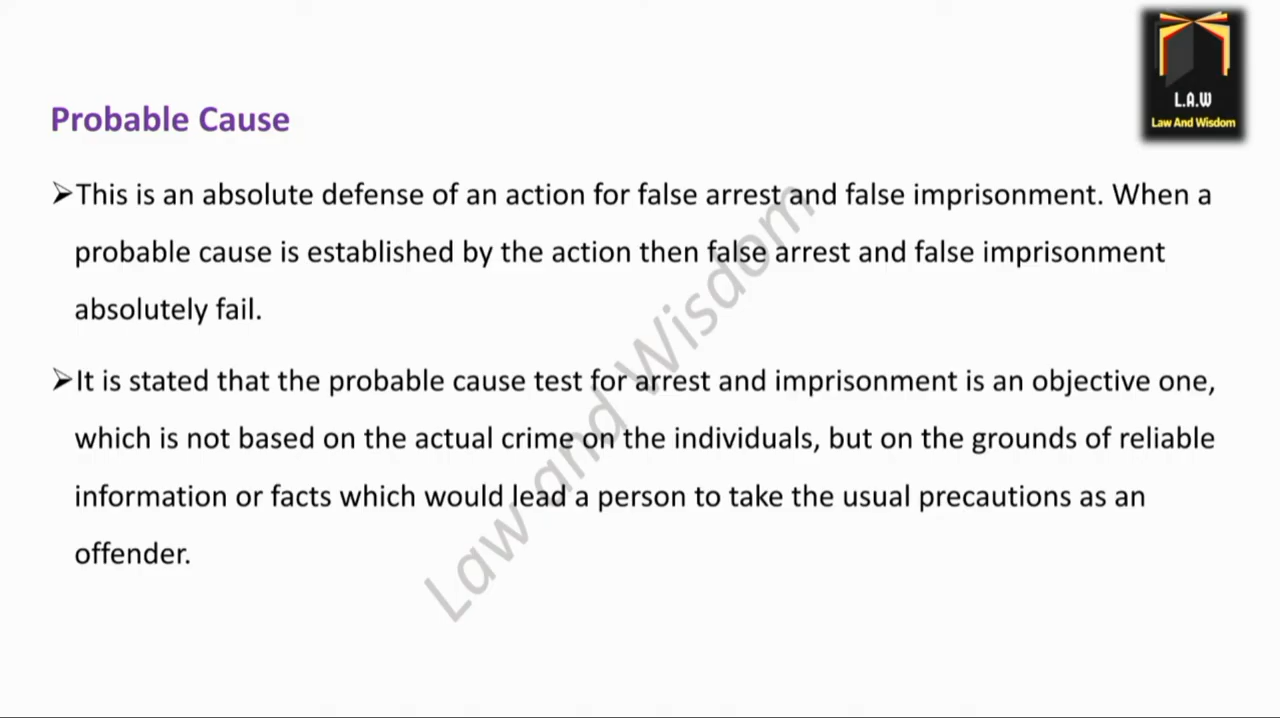 L.A.W
Law And Wisdom
Probable Cause
➢This is an absolute defense of an action for false arrest and false imprisonment. When a
probable cause is established by the action then false arrest and false imprisonment
absolutely fail.
➢It is stated that the probable cause test for arrest and imprisonment is an objective one,
which is not based on the actual crime on the individuals, but on the grounds of reliable
information or facts which would lead a person to take the usual precautions as an
offender.
Law and Wisdom